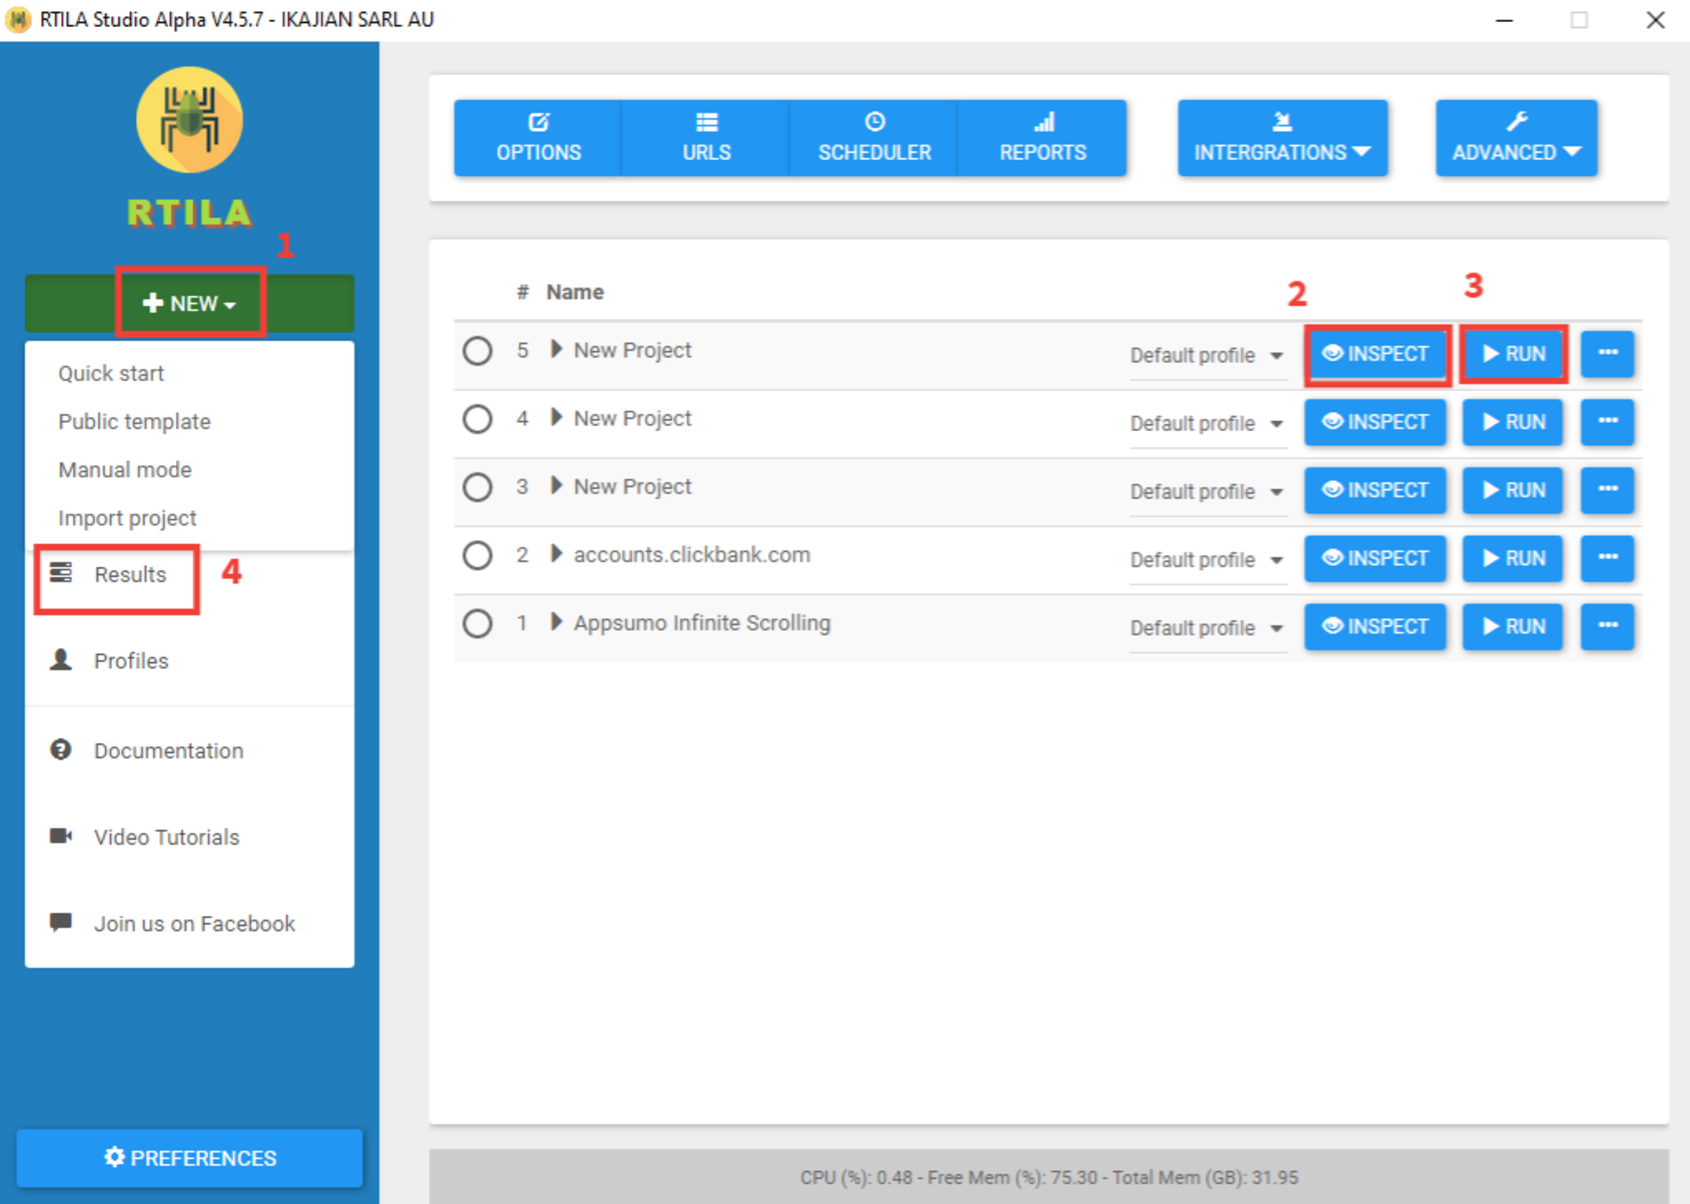 RTILA Studio Alpha V4.5.7 - IKAJIAN SARL AU
RTILA
1
NEW
Quick start
Public template
Manual mode
Import project
Results 4
Profiles
Documentation
Video Tutorials
Join us on Facebook
PREFERENCES
OPTIONS URLS SCHEDULER REPORTS INTERGRATIONS ADVANCED
# Name 2 3
5 New Project Default profile INSPECT RUN ...
4 New Project Default profile INSPECT RUN ...
3 New Project Default profile INSPECT RUN ...
2 accounts.clickbank.com Default profile INSPECT RUN ...
1 Appsumo Infinite Scrolling Default profile INSPECT RUN ...
CPU (%): 0.48 - Free Mem (%): 75.30 - Total Mem (GB): 31.95